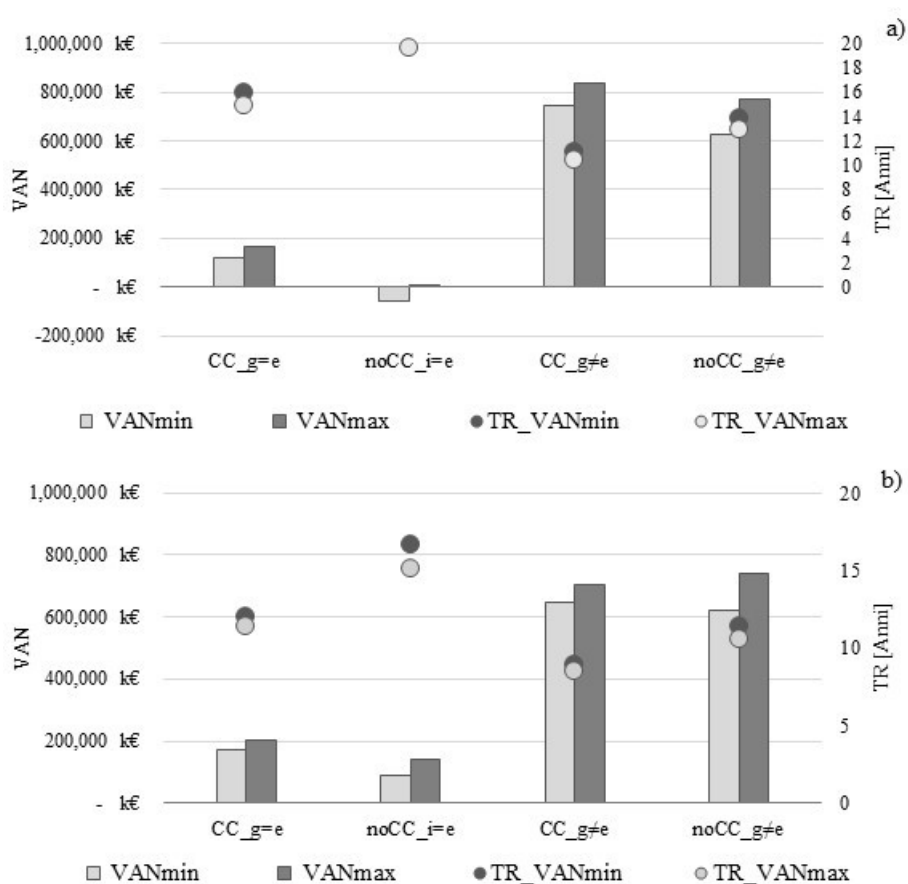 a)
1,000,000 k€ 20
18
800,000 k€ 16
14
600,000 k€ 12
10
400,000 k€ 8
6
200,000 k€ 4
2
- k€ 0
-200,000 k€
VAN
TR [Anni]
CC_g=e noCC_i=e CC_g≠e noCC_g≠e
VANmin VANmax TR_VANmin TR_VANmax
b)
1,000,000 k€ 20
800,000 k€
15
600,000 k€
10
400,000 k€
200,000 k€ 5
- k€ 0
VAN
TR [Anni]
CC_g=e noCC_i=e CC_g≠e noCC_g≠e
VANmin VANmax TR_VANmin TR_VANmax